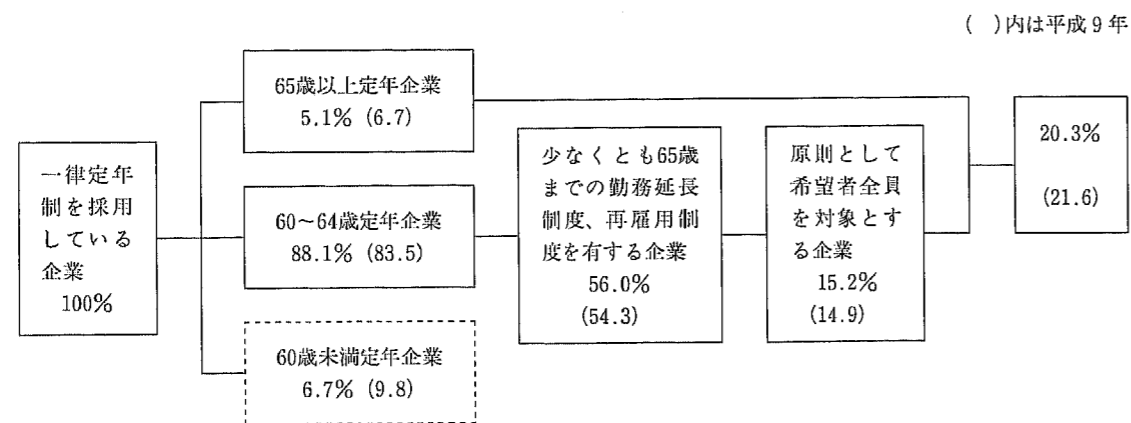 ( )内は平成9年
一律定年
制を採用
している
企業
100%
65歳以上定年企業
5.1% (6.7)
60～64歳定年企業
88.1% (83.5)
60歳未満定年企業
6.7% (9.8)
少なくとも65歳
までの勤務延長
制度、再雇用制
度を有する企業
56.0%
(54.3)
原則として
希望者全員
を対象とす
る企業
15.2%
(14.9)
20.3%
(21.6)